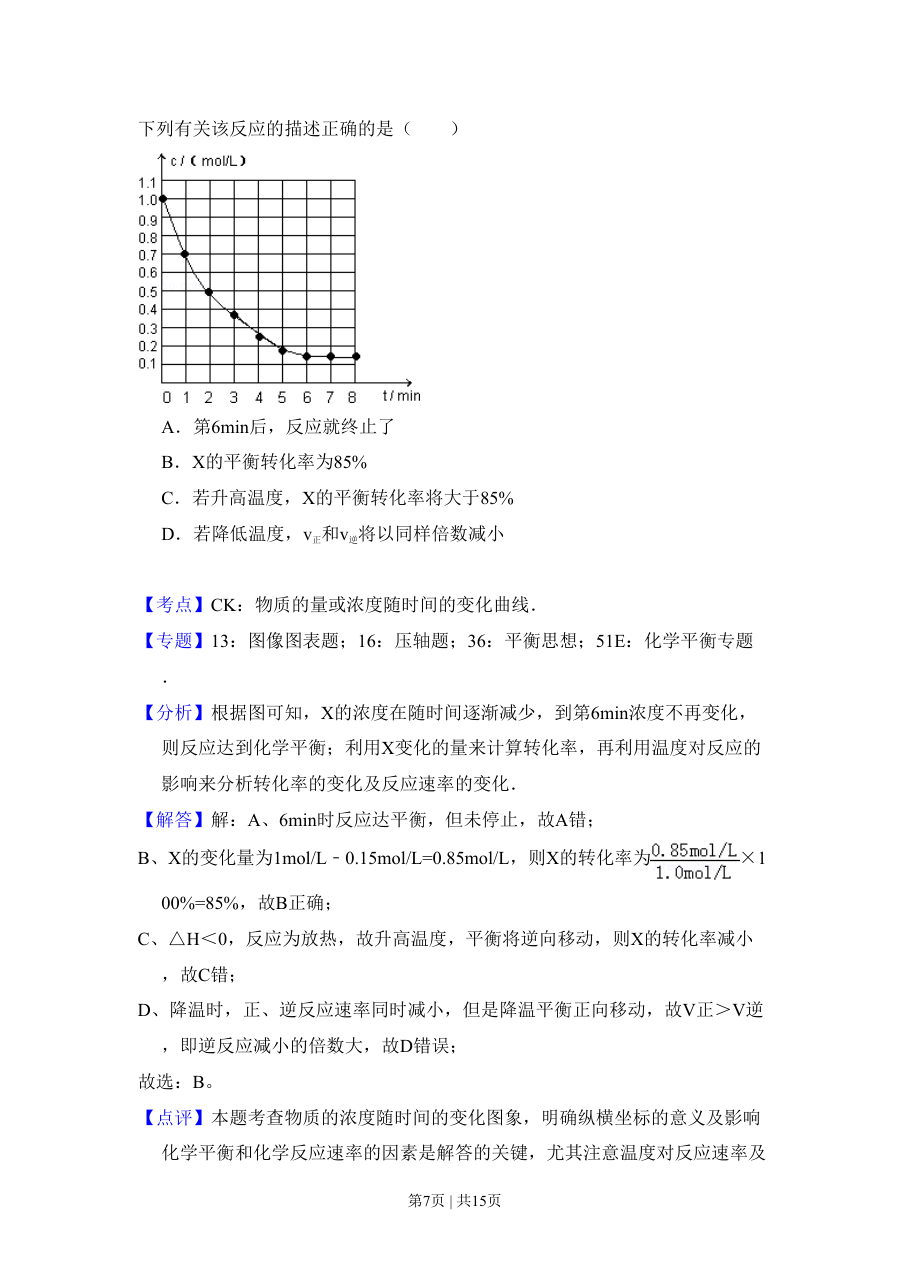 下列有关该反应的描述正确的是（　　）
c /（ mol/L）
1.1
1.0
0.9
0.8
0.7
0.6
0.5
0.4
0.3
0.2
0.1
0 1 2 3 4 5 6 7 8 t / min
A．第6min后，反应就终止了
B．X的平衡转化率为85%
C．若升高温度，X的平衡转化率将大于85%
D．若降低温度，v正和v逆将以同样倍数减小
【考点】CK：物质的量或浓度随时间的变化曲线．
【专题】13：图像图表题；16：压轴题；36：平衡思想；51E：化学平衡专题
．
【分析】根据图可知，X的浓度在随时间逐渐减少，到第6min浓度不再变化，
则反应达到化学平衡；利用X变化的量来计算转化率，再利用温度对反应的
影响来分析转化率的变化及反应速率的变化．
【解答】解：A、6min时反应达平衡，但未停止，故A错；
B、X的变化量为1mol/L﹣0.15mol/L=0.85mol/L，则X的转化率为0.85mol/L/1.0mol/L×1
00%=85%，故B正确；
C、△H＜0，反应为放热，故升高温度，平衡将逆向移动，则X的转化率减小
，故C错；
D、降温时，正、逆反应速率同时减小，但是降温平衡正向移动，故V正＞V逆
，即逆反应减小的倍数大，故D错误；
故选：B。
【点评】本题考查物质的浓度随时间的变化图象，明确纵横坐标的意义及影响
化学平衡和化学反应速率的因素是解答的关键，尤其注意温度对反应速率及
第7页 | 共15页